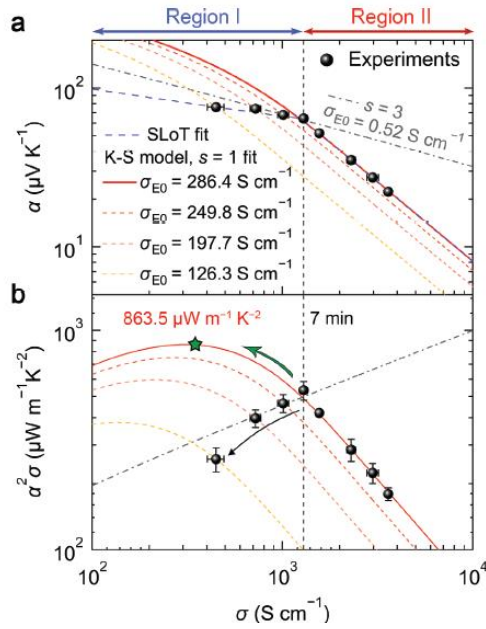 a
Region I
Region II
Experiments
s = 3
σE0 = 0.52 S cm⁻¹
SLoT fit
K-S model, s = 1 fit
σE0 = 286.4 S cm⁻¹
σE0 = 249.8 S cm⁻¹
σE0 = 197.7 S cm⁻¹
σE0 = 126.3 S cm⁻¹
10²
10¹
α (μV K⁻¹)
b
863.5 μW m⁻¹ K⁻²
7 min
10³
10²
α²σ (μW m⁻¹K⁻²)
10² 10³ 10⁴
σ (S cm⁻¹)